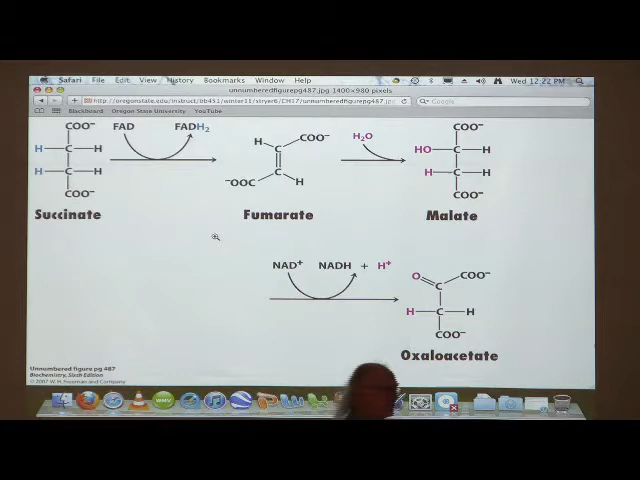 Safari File Edit View History Bookmarks Window Help Wed 12:22 PM
unnumberedfigurepg487.jpg 1400×980 pixels
http://oregonstate.edu/instruct/bb451/winter11/stryer6/CH17/unnumberedfigurepg487.jpg Google
Blackboard Oregon State University YouTube
COO⁻ FAD FADH₂ COO⁻
H C H H C COO⁻ H₂O HO C H
H C H ⁻OOC C H H C H
COO⁻ COO⁻
Succinate Fumarate Malate
NAD⁺ NADH + H⁺ O C COO⁻
H C H
COO⁻
Oxaloacetate
Unnumbered figure pg 487
Biochemistry, Sixth Edition
© 2007 W. H. Freeman and Company
WMV